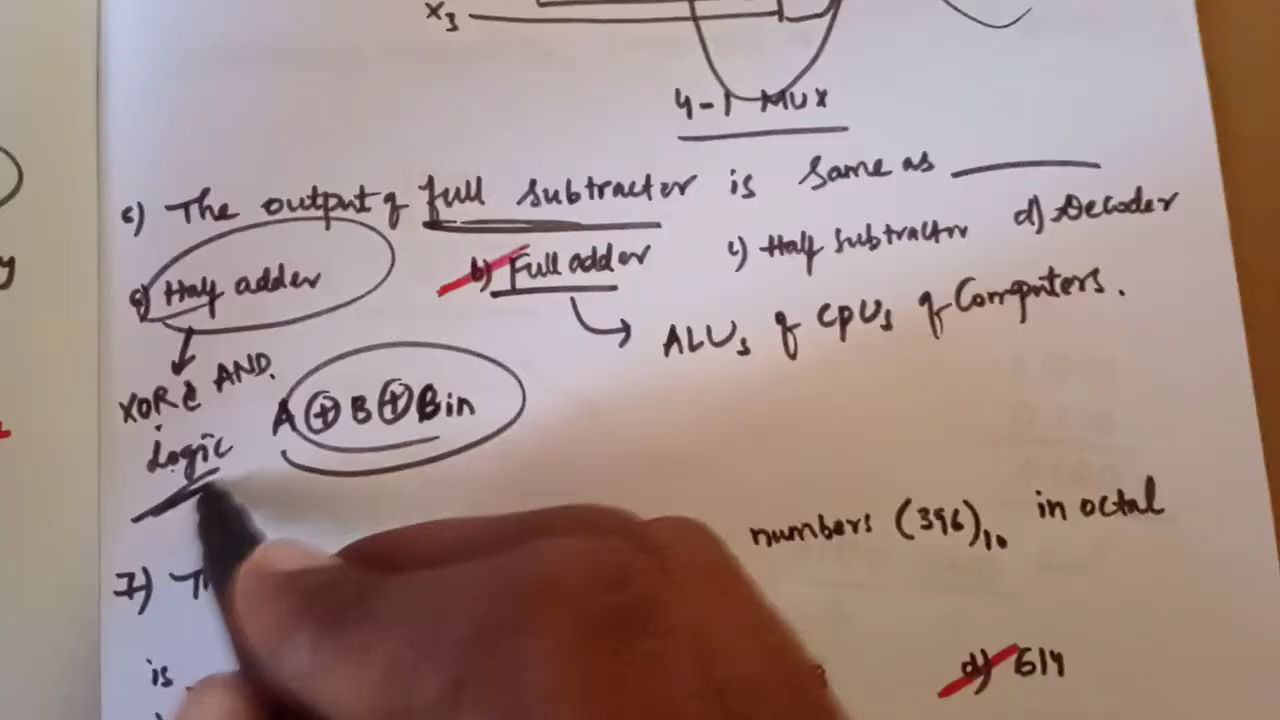 X3
4-1 MUX
c) The output of full subtractor is same as ____
a) Half adder b) Full adder c) Half subtractor d) Decoder
ALUs of CPUs of Computers.
XOR & AND.
Logic
A ⊕ B ⊕ Bin
7) numbers (396)10 in octal
is d) 614